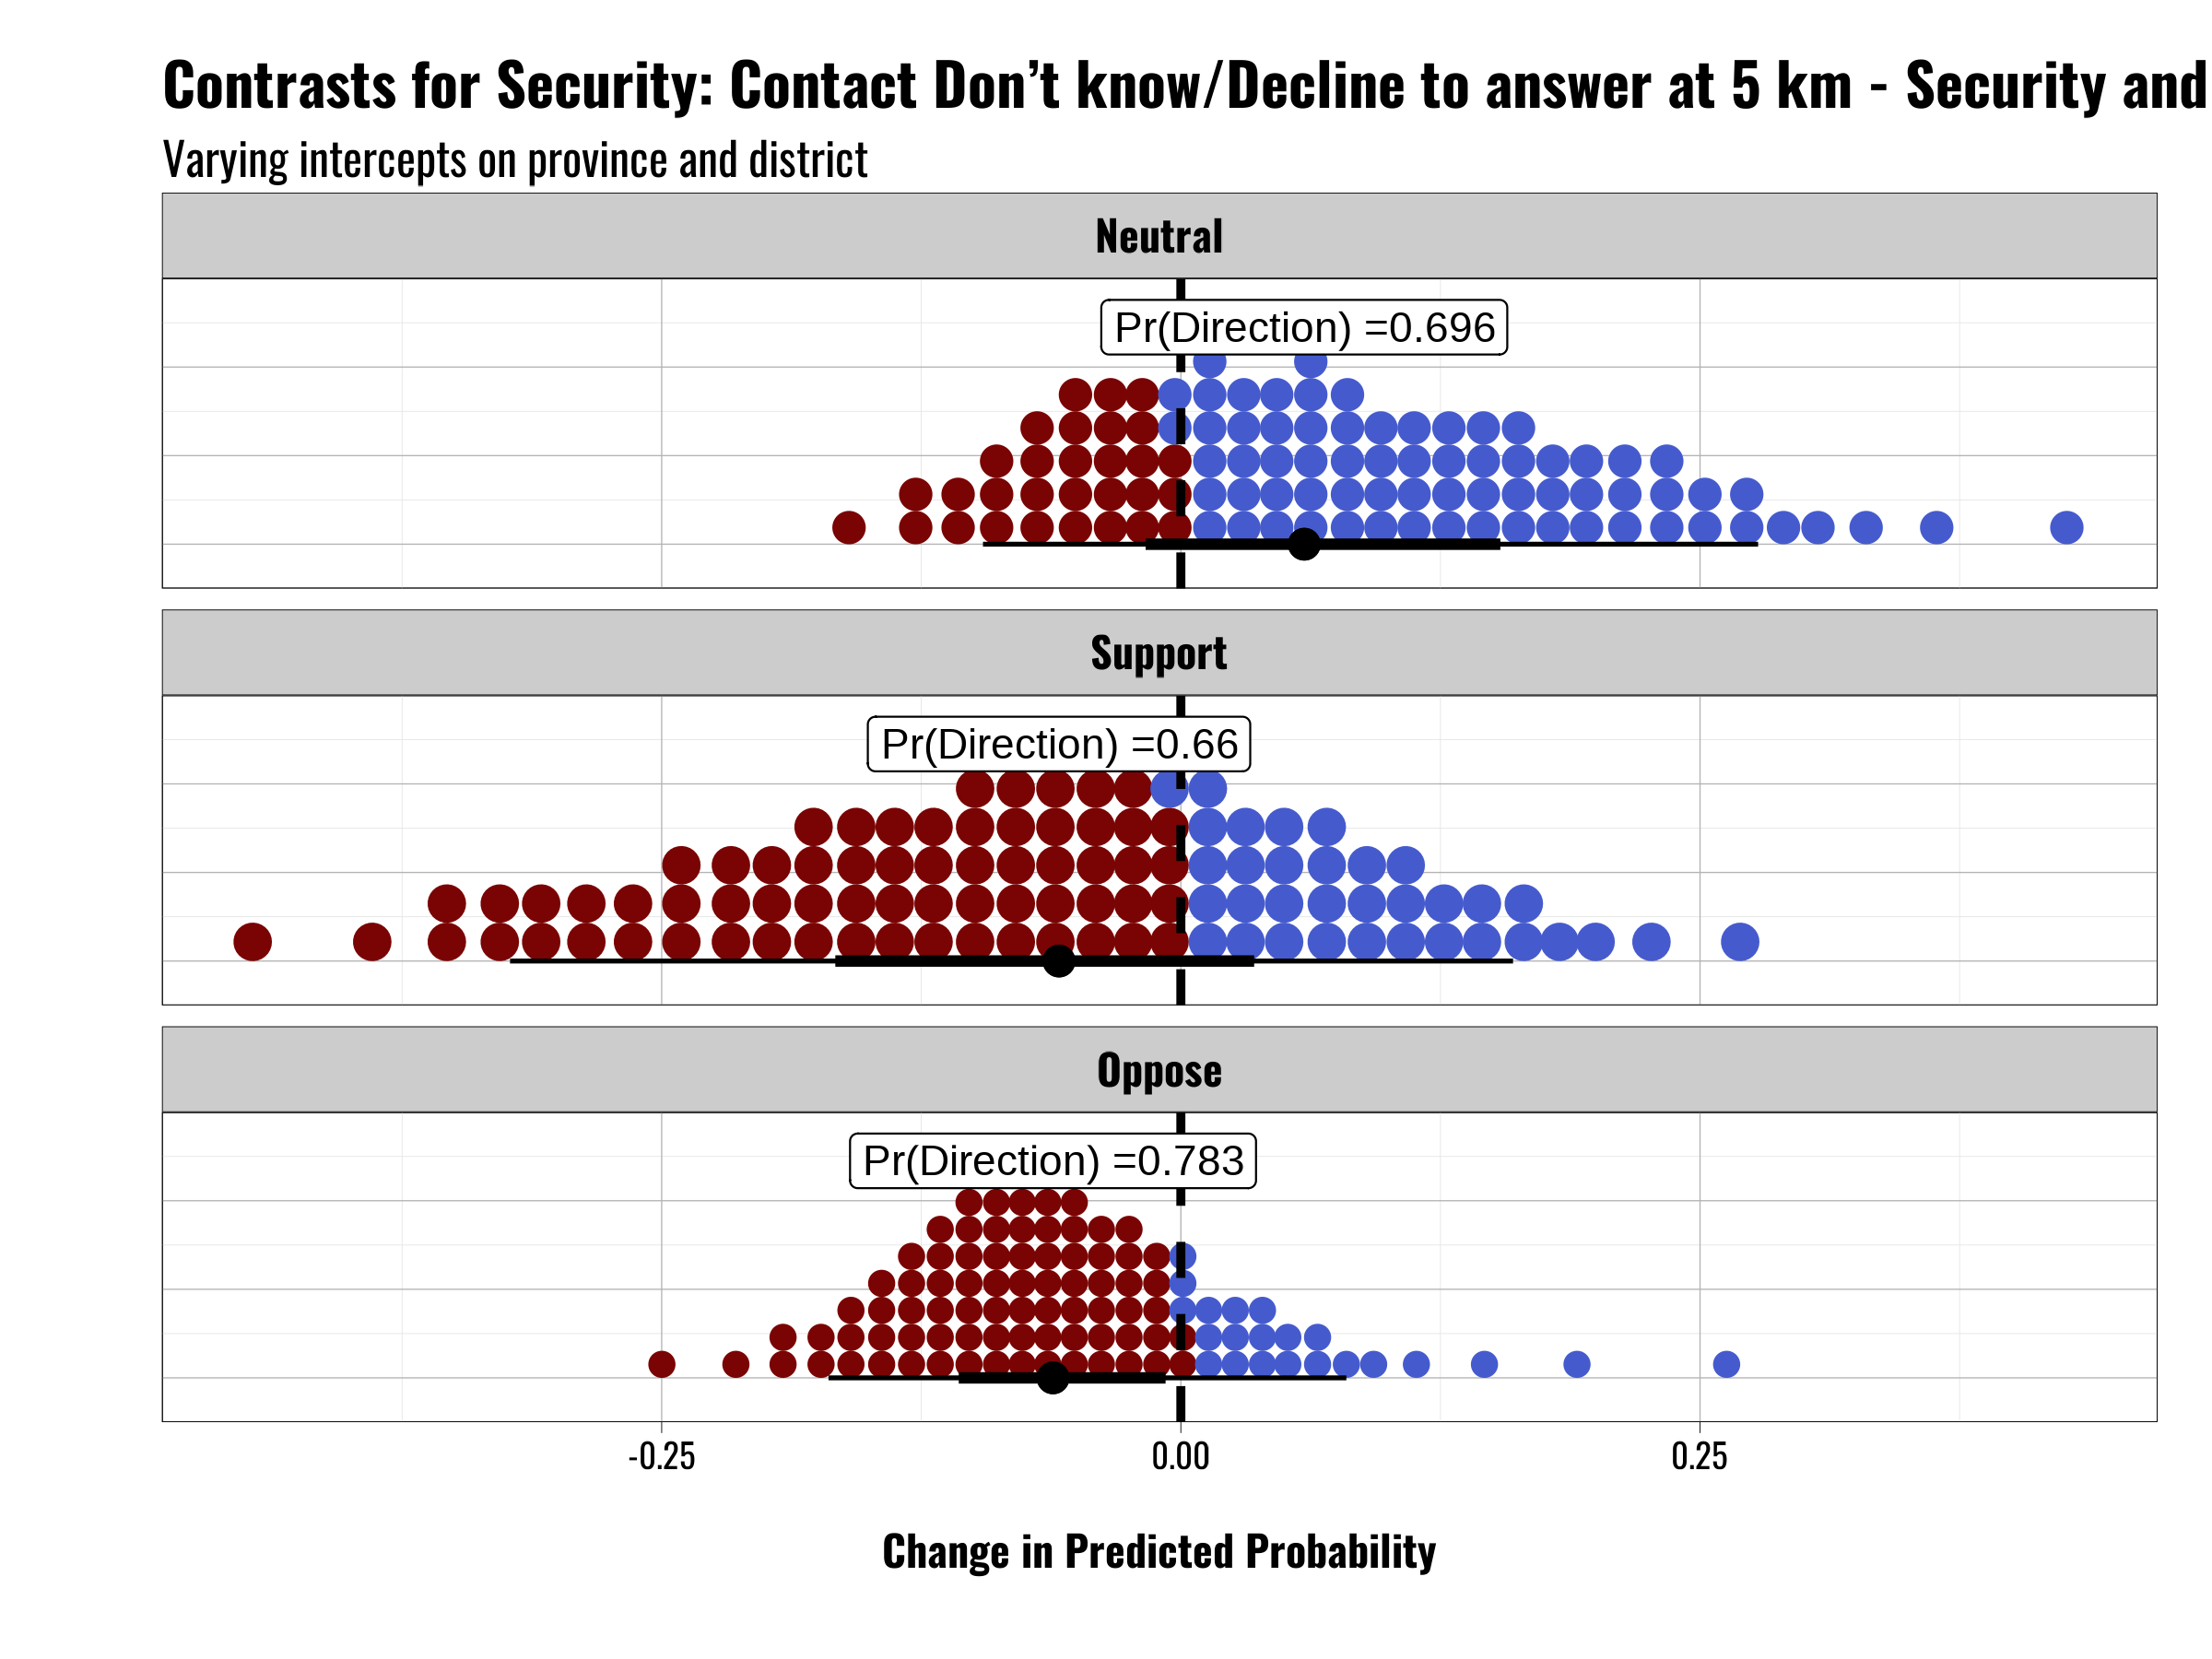 Contrasts for Security: Contact Don’t know/Decline to answer at 5 km - Security and
Varying intercepts on province and district
Neutral
Pr(Direction) =0.696
Support
Pr(Direction) =0.66
Oppose
Pr(Direction) =0.783
-0.25 0.00 0.25
Change in Predicted Probability